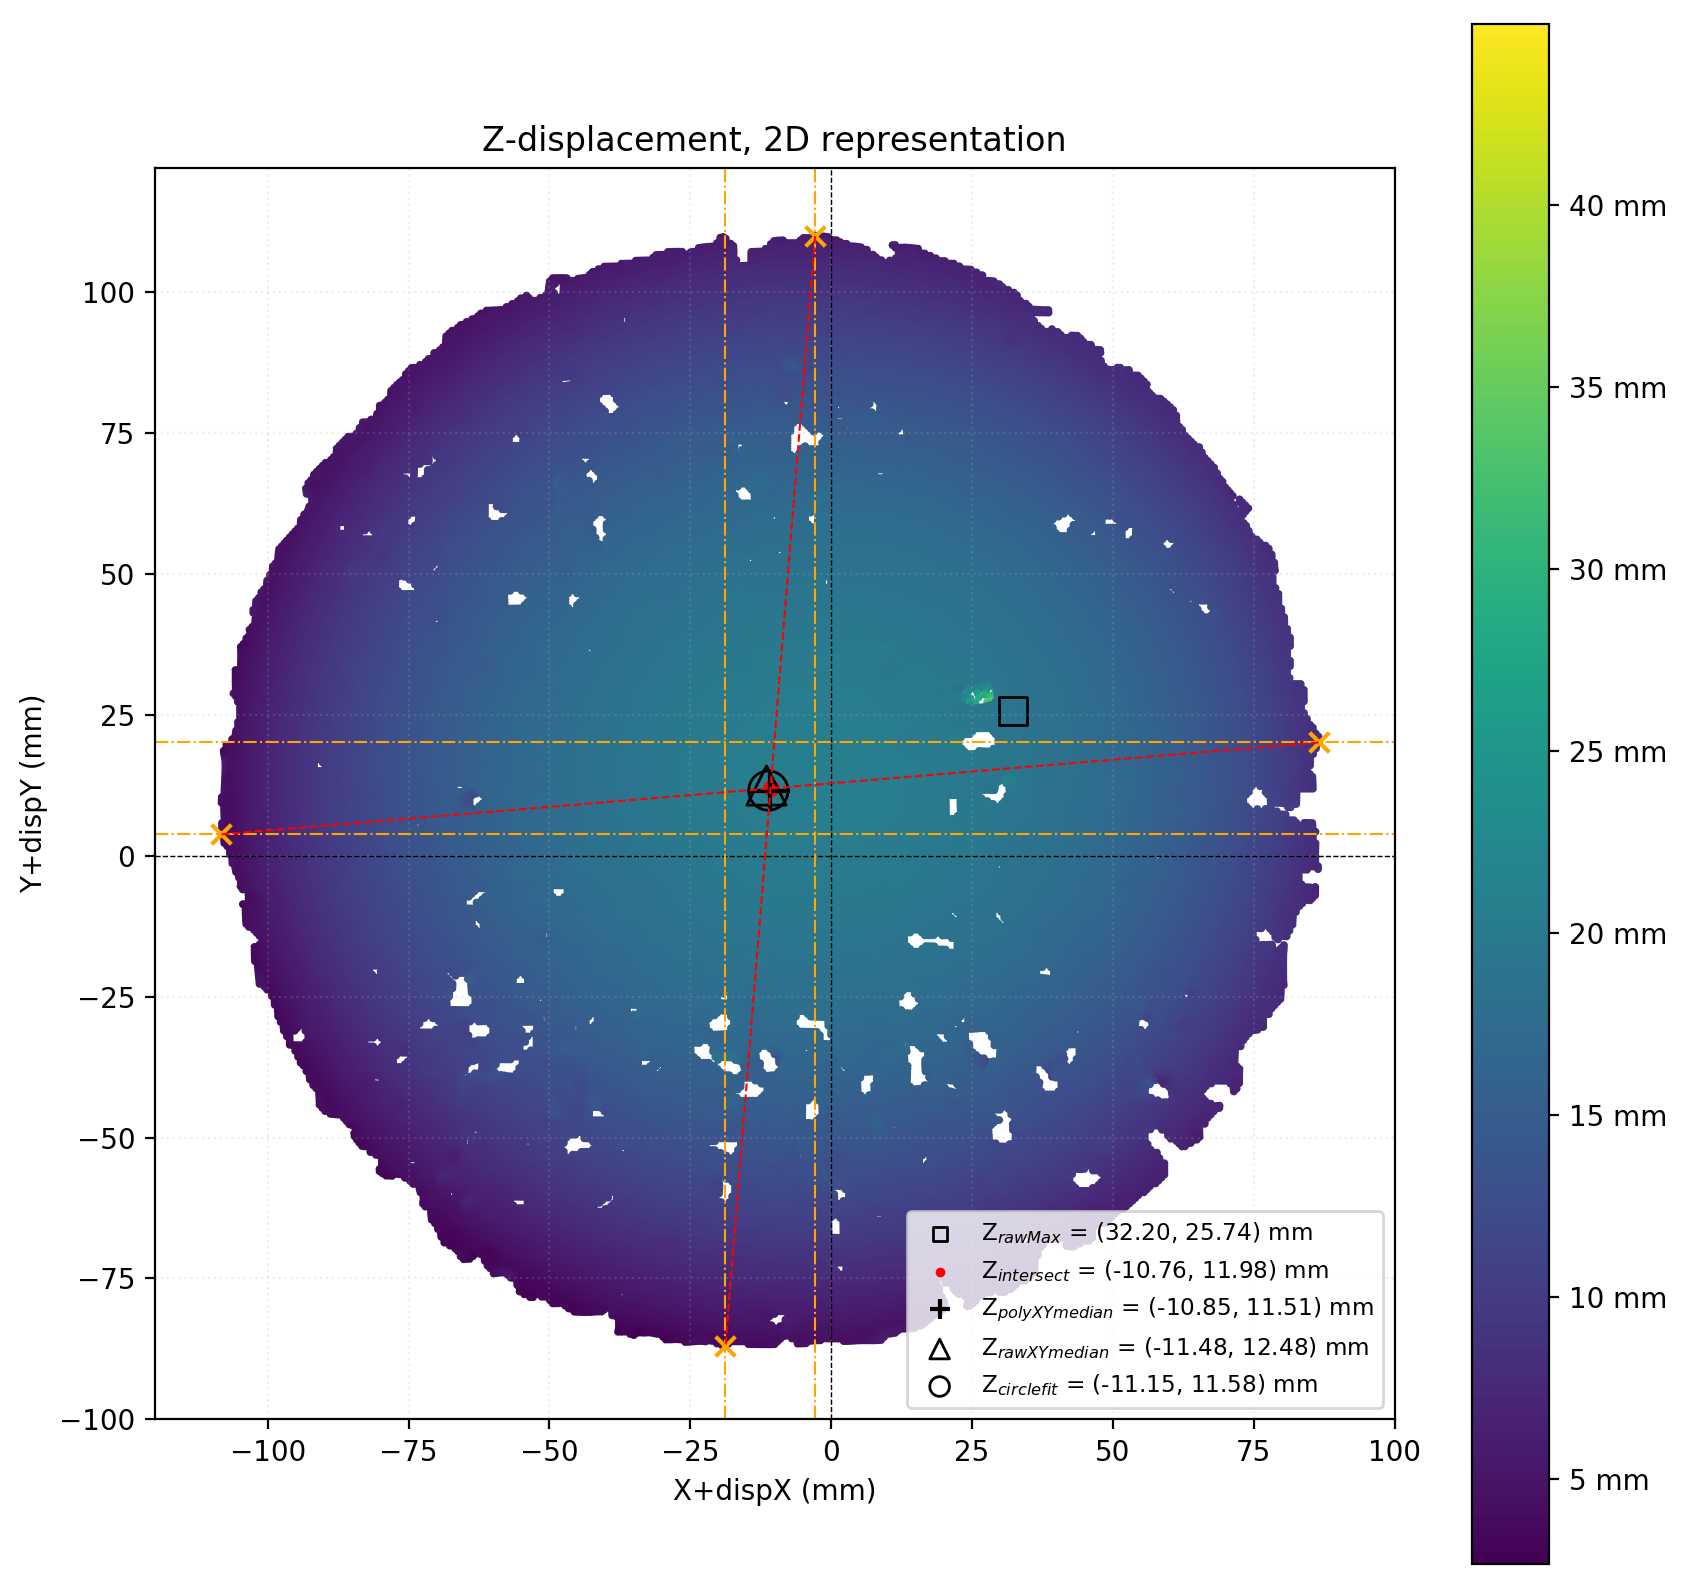 Z-displacement, 2D representation
Y+dispY (mm)
100
75
50
25
0
−25
−50
−75
−100
−100
−75
−50
−25
0
25
50
75
100
X+dispX (mm)
Z_rawMax = (32.20, 25.74) mm
Z_intersect = (-10.76, 11.98) mm
Z_polyXYmedian = (-10.85, 11.51) mm
Z_rawXYmedian = (-11.48, 12.48) mm
Z_circlefit = (-11.15, 11.58) mm
40 mm
35 mm
30 mm
25 mm
20 mm
15 mm
10 mm
5 mm